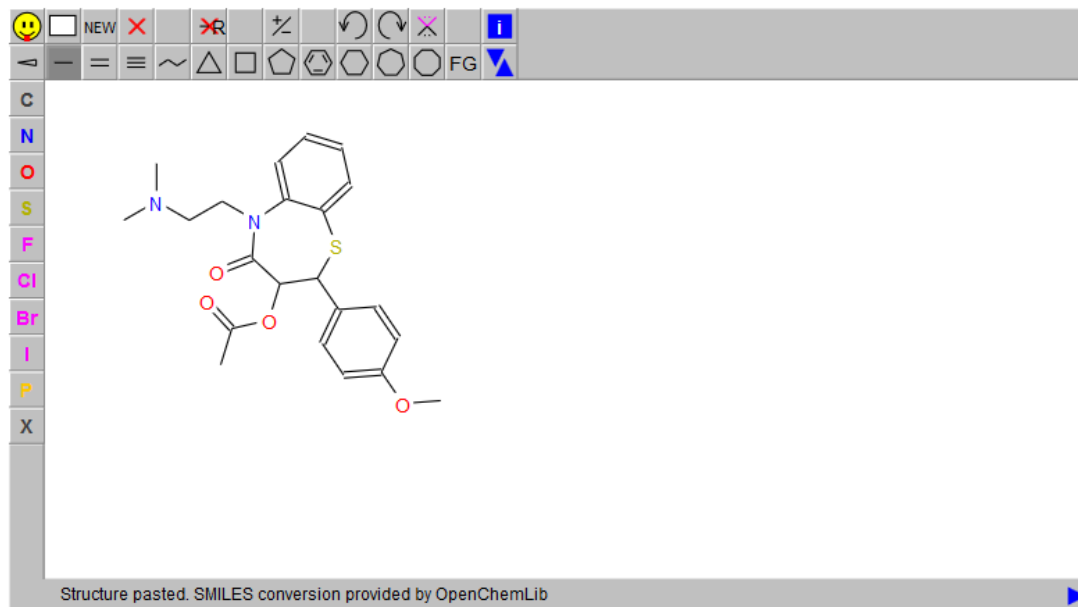 NEW R +/- i
FG
C
N
O
S
F
Cl
Br
I
P
X
N
N
S
O
O
O
O
Structure pasted. SMILES conversion provided by OpenChemLib